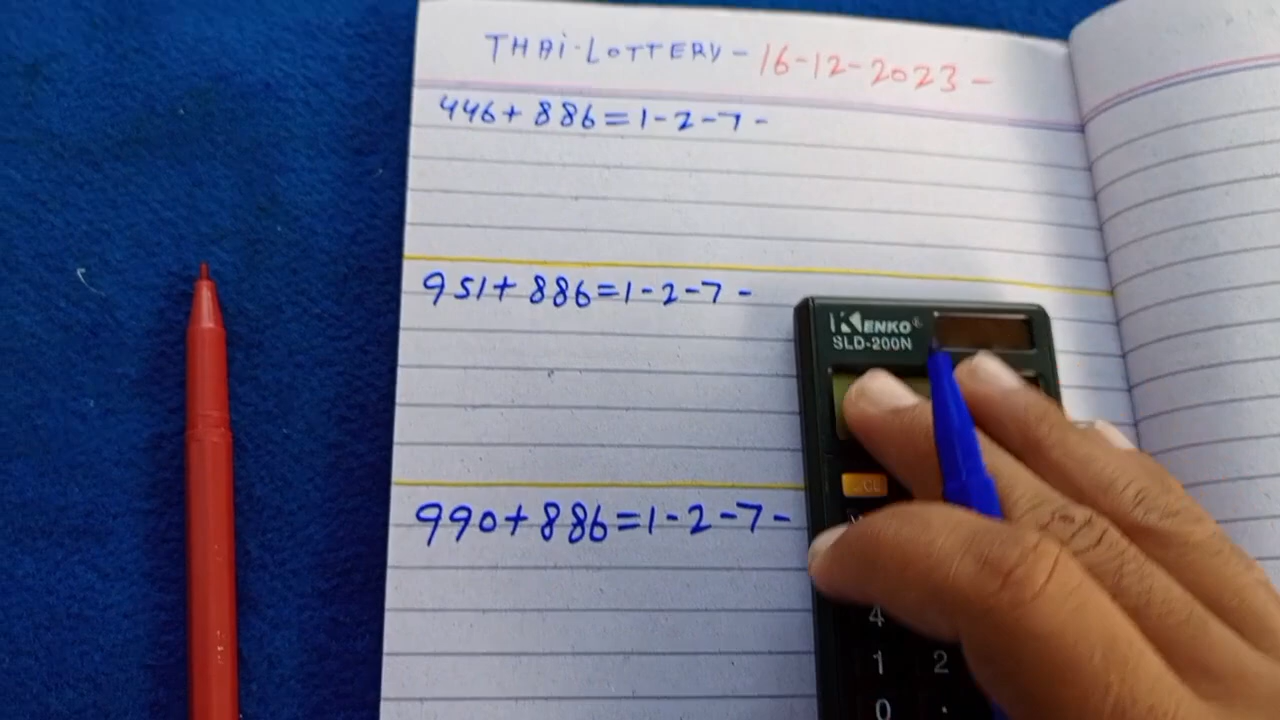 THAI-LOTTERY-16-12-2023-
446+886=1-2-7-
951+886=1-2-7-
KENKO®
SLD-200N
CL
990+886=1-2-7-
4
1 2
0 .